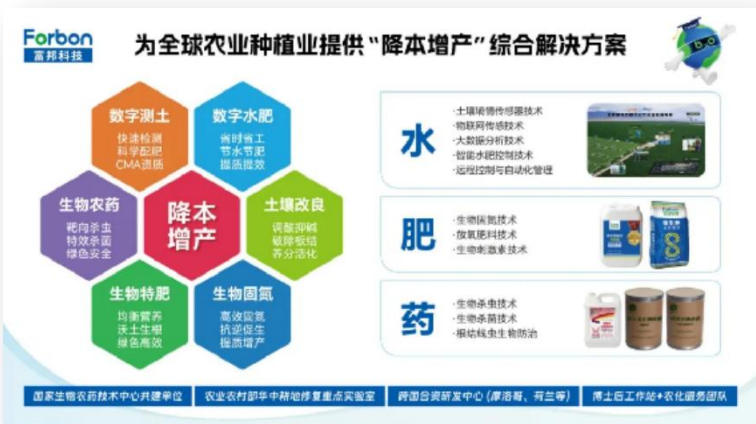 Forbon
富邦科技
为全球农业种植业提供“降本增产”综合解决方案
数字测土
快速检测
科学配肥
CMA资质
数字水肥
省时省工
节水节肥
提质提效
生物农药
靶向杀虫
特效杀菌
绿色安全
降本
增产
土壤改良
调酸抑碱
破除板结
养分活化
生物特肥
均衡营养
沃土生根
绿色高效
生物固氮
高效固氮
抗逆促生
提质增产
水
·土壤墒情传感器技术
·物联网传感技术
·大数据分析技术
·智能水肥控制技术
·远程控制与自动化管理
肥
·生物固氮技术
·放氧肥料技术
·生物刺激素技术
Forbon
药
·生物杀虫技术
·生物杀菌技术
·根结线虫生物防治
国家生物农药技术中心共建单位
农业农村部华中耕地修复重点实验室
跨国合资研发中心（摩洛哥、荷兰等）
博士后工作站+农化服务团队